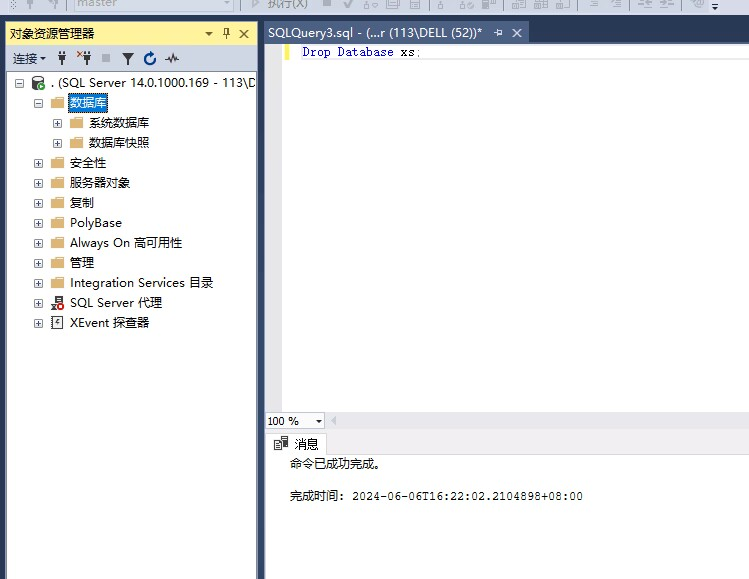 master
执行(X)
对象资源管理器
SQLQuery3.sql - (...r (113\DELL (52))*
连接
Drop Database xs;
. (SQL Server 14.0.1000.169 - 113\D
数据库
系统数据库
数据库快照
安全性
服务器对象
复制
PolyBase
Always On 高可用性
管理
Integration Services 目录
SQL Server 代理
XEvent 探查器
100 %
消息
命令已成功完成。
完成时间: 2024-06-06T16:22:02.2104898+08:00